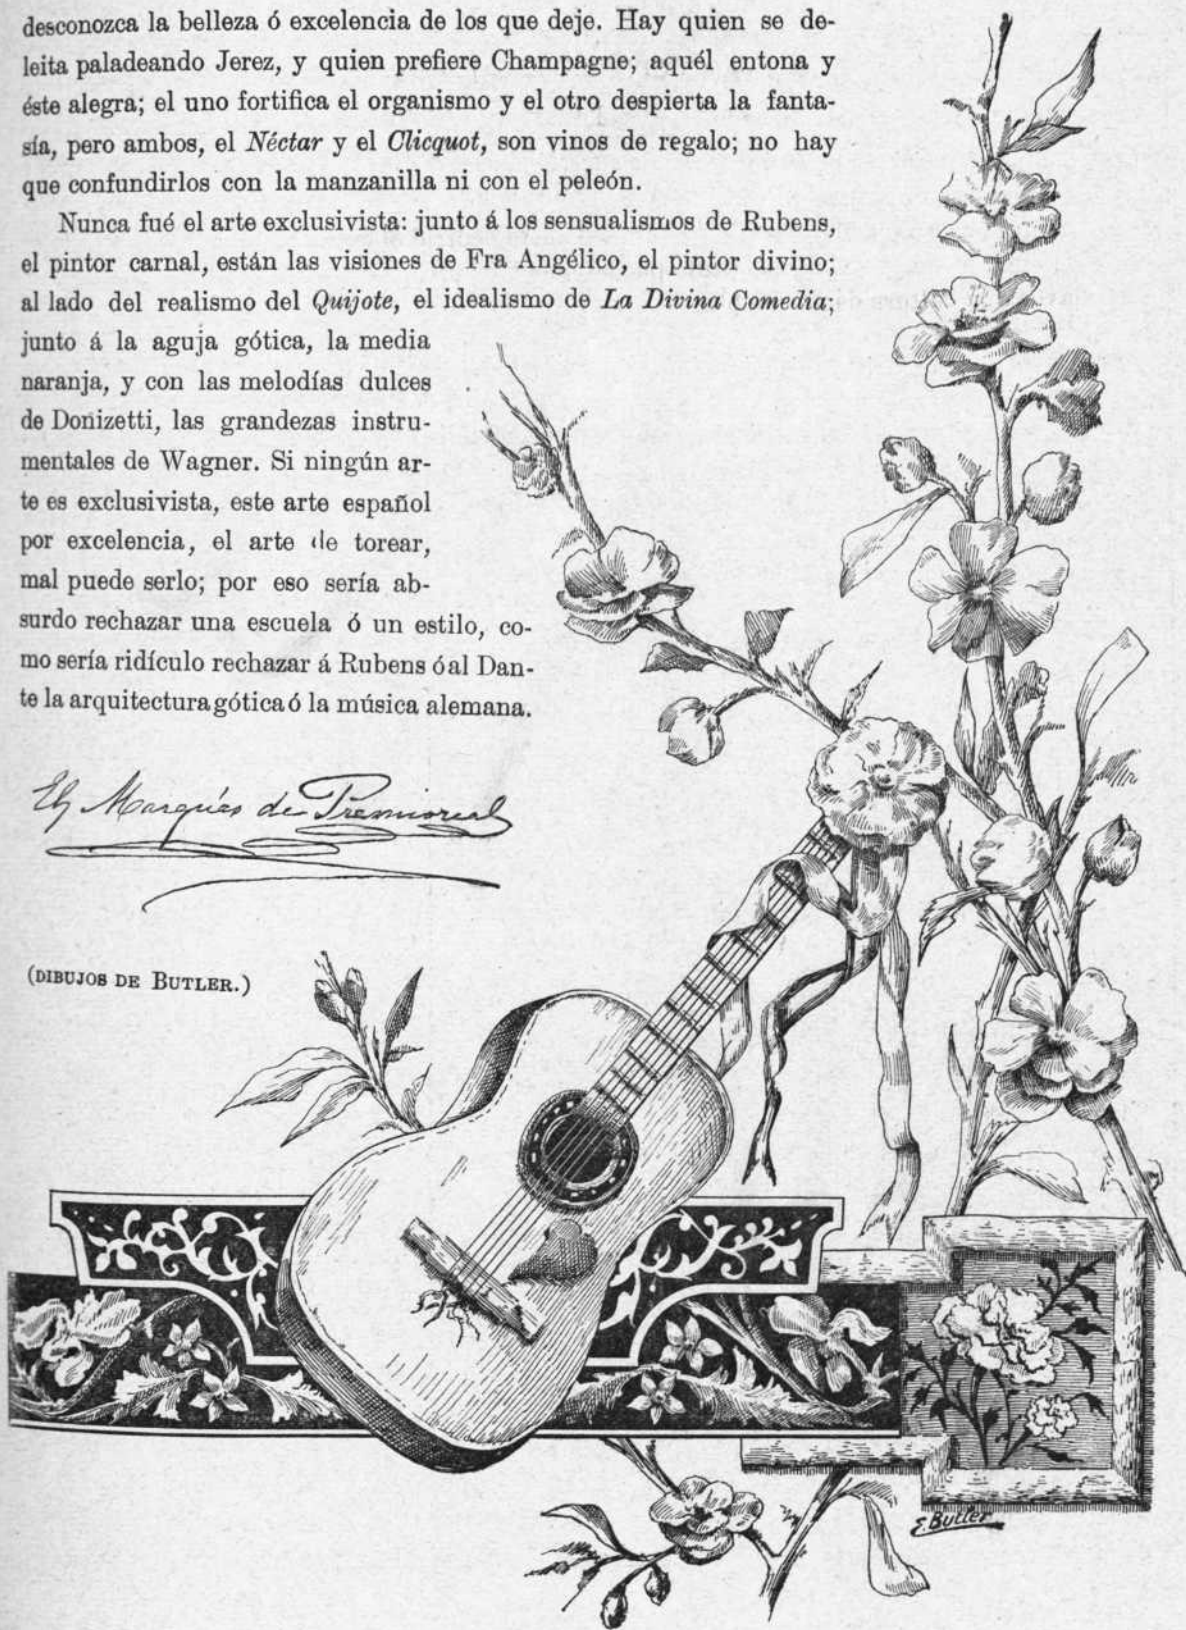 desconozca la belleza ó excelencia de los que deje. Hay quien se de-
leita paladeando Jerez, y quien prefiere Champagne; aquél entona y
éste alegra; el uno fortifica el organismo y el otro despierta la fanta-
sía, pero ambos, el Néctar y el Clicquot, son vinos de regalo; no hay
que confundirlos con la manzanilla ni con el peleón.
Nunca fué el arte exclusivista: junto á los sensualismos de Rubens,
el pintor carnal, están las visiones de Fra Angélico, el pintor divino;
al lado del realismo del Quijote, el idealismo de La Divina Comedia;
junto á la aguja gótica, la media
naranja, y con las melodías dulces
de Donizetti, las grandezas instru-
mentales de Wagner. Si ningún ar-
te es exclusivista, este arte español
por excelencia, el arte de torear,
mal puede serlo; por eso sería ab-
surdo rechazar una escuela ó un estilo, co-
mo sería ridículo rechazar á Rubens ó al Dan-
te la arquitectura gótica ó la música alemana.
El Marqués de Premioreal
(DIBUJOS DE BUTLER.)
E. Butler